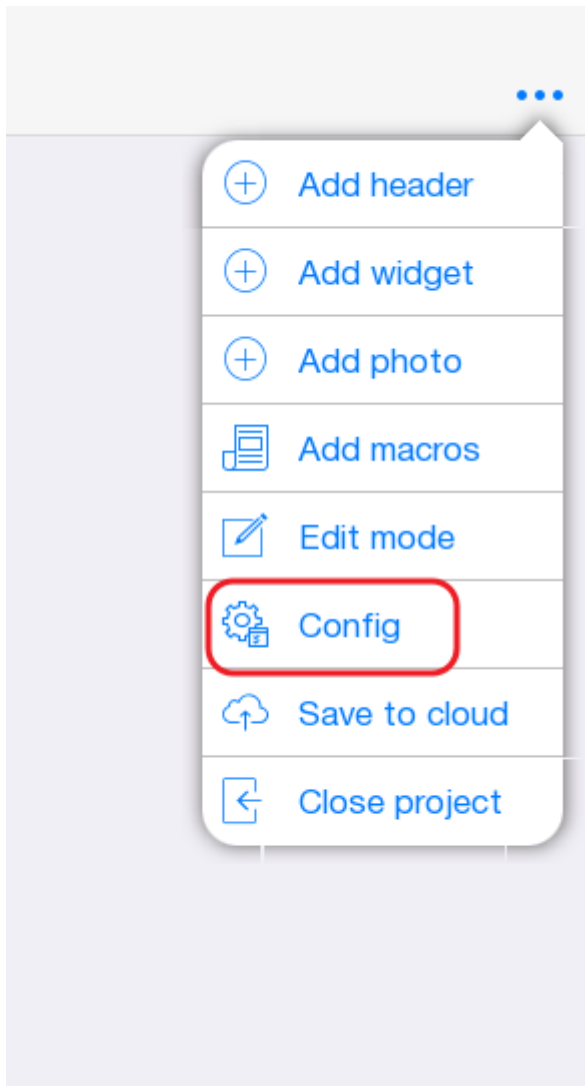 Add header
Add widget
Add photo
Add macros
Edit mode
Config
Save to cloud
Close project